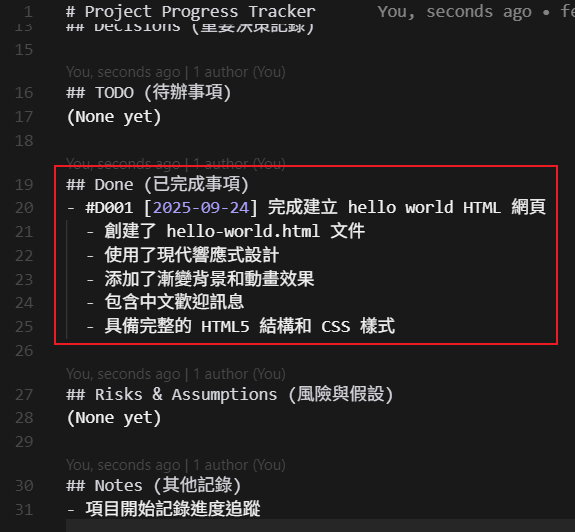 1 # Project Progress Tracker You, seconds ago • fe
13 ## Decisions (重要決策記錄)
15
You, seconds ago | 1 author (You)
16 ## TODO (待辦事項)
17 (None yet)
18
You, seconds ago | 1 author (You)
19 ## Done (已完成事項)
20 - #D001 [2025-09-24] 完成建立 hello world HTML 網頁
21 - 創建了 hello-world.html 文件
22 - 使用了現代響應式設計
23 - 添加了漸變背景和動畫效果
24 - 包含中文歡迎訊息
25 - 具備完整的 HTML5 結構和 CSS 樣式
26
You, seconds ago | 1 author (You)
27 ## Risks & Assumptions (風險與假設)
28 (None yet)
29
You, seconds ago | 1 author (You)
30 ## Notes (其他記錄)
31 - 項目開始記錄進度追蹤